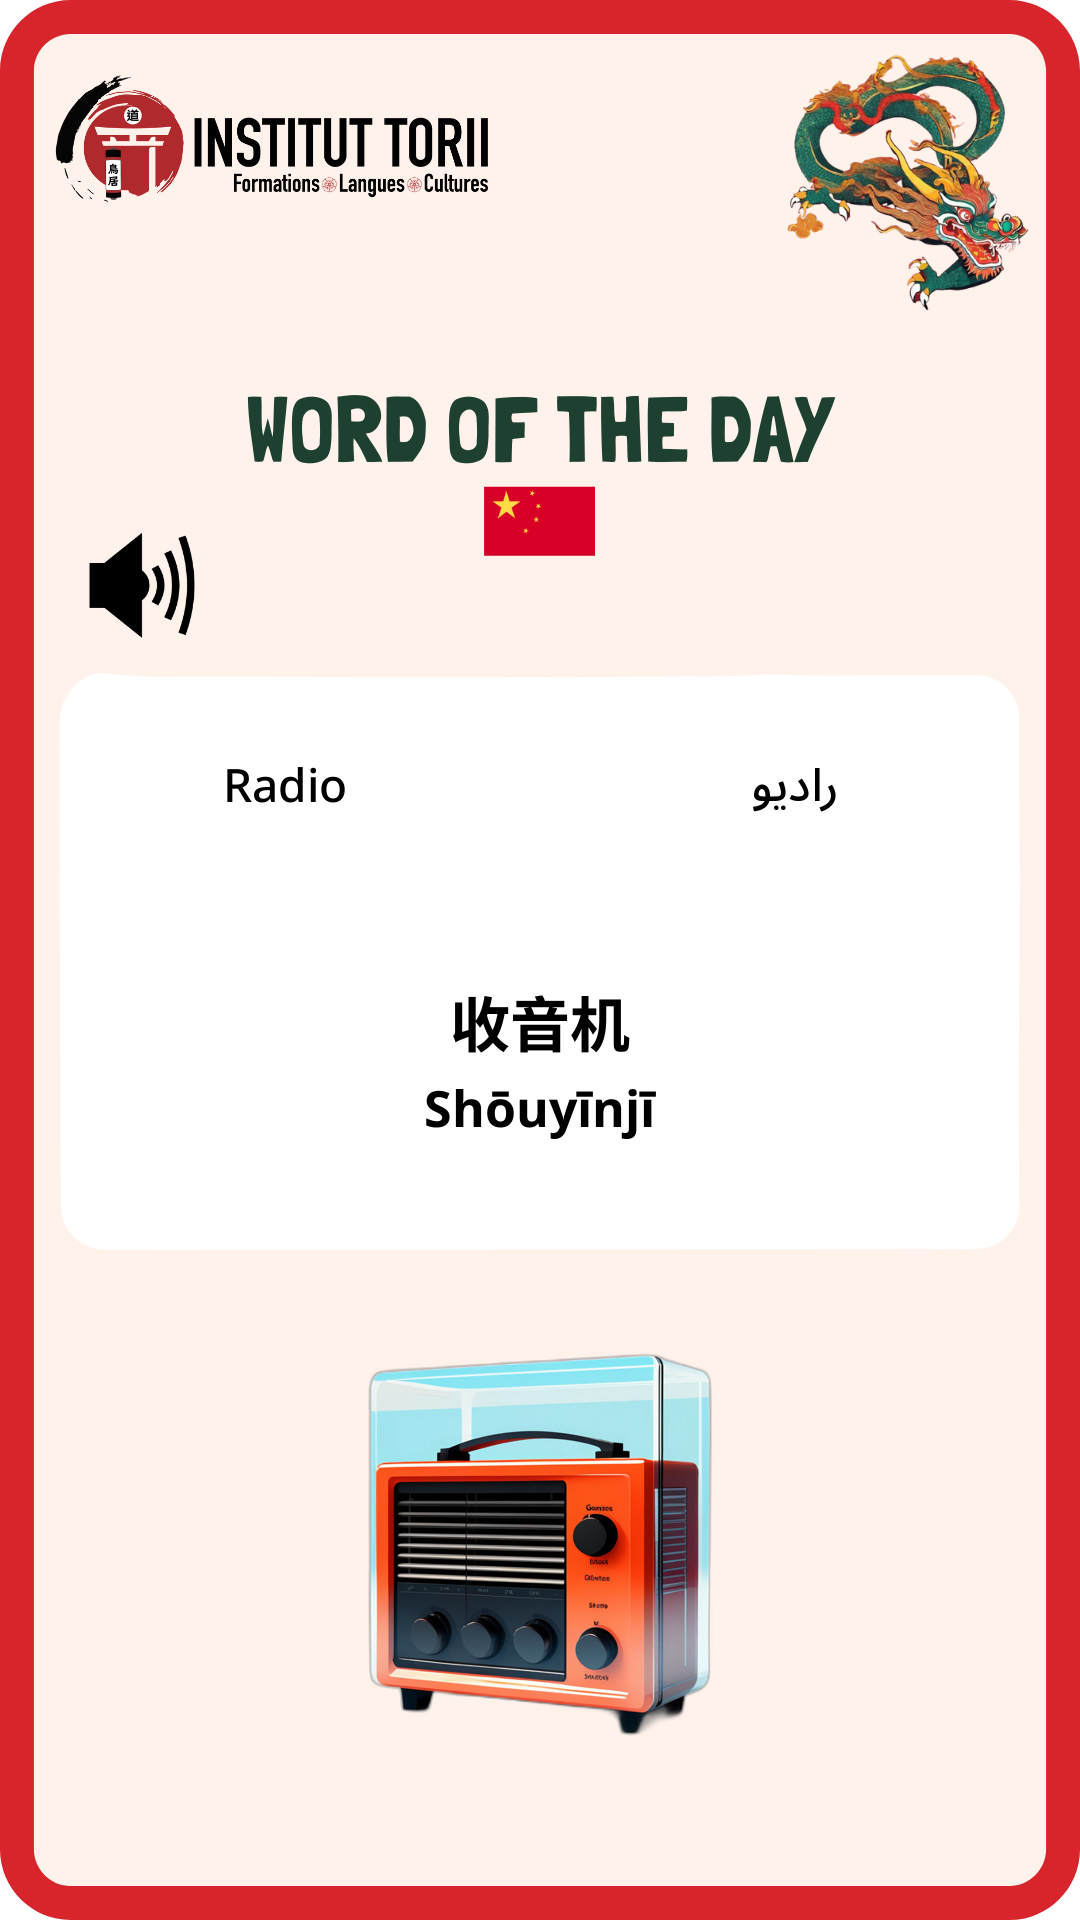 道
鳥居
INSTITUT TORII
Formations Langues Cultures
WORD OF THE DAY
Radio
راديو
收音机
Shōuyīnjī